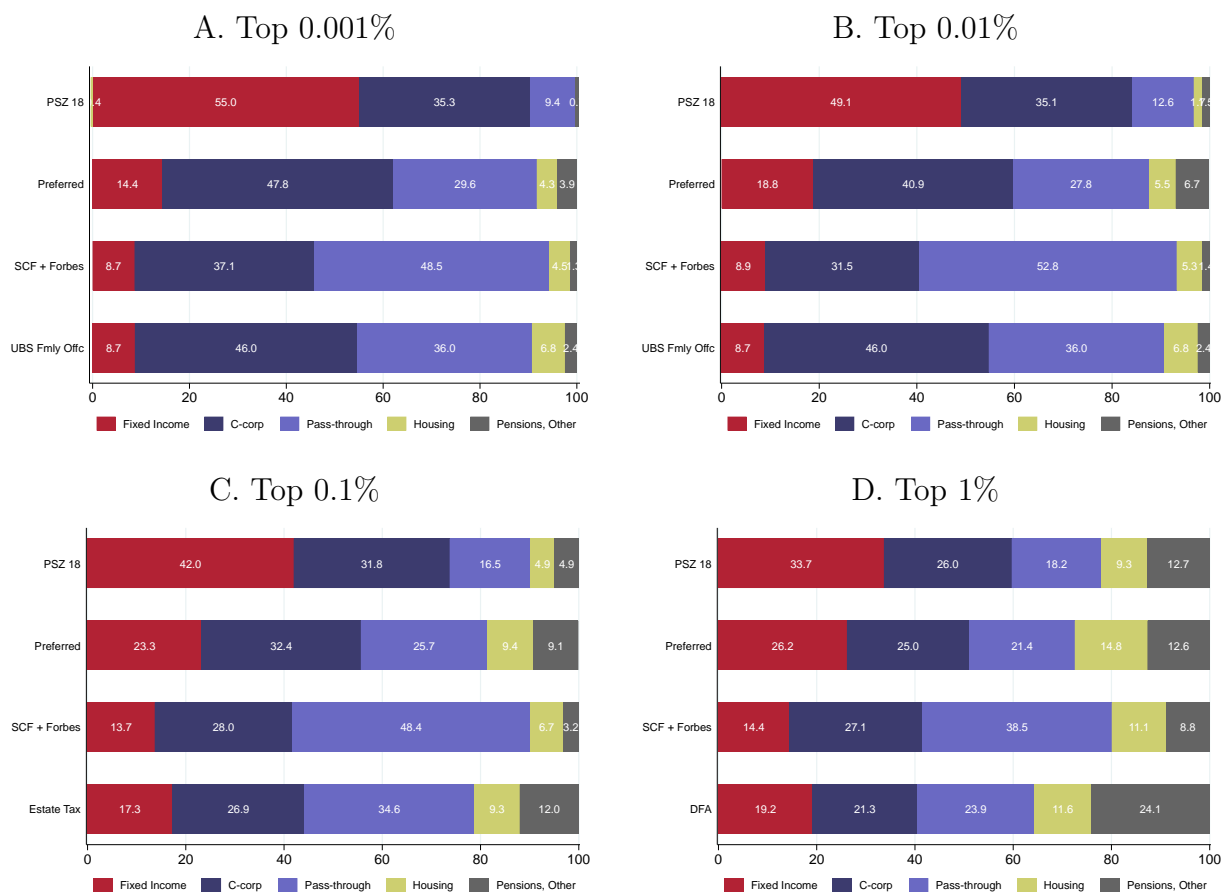 A. Top 0.001%
PSZ 18 .4 55.0 35.3 9.4 0.
Preferred 14.4 47.8 29.6 4.3 3.9
SCF + Forbes 8.7 37.1 48.5 4.5
UBS Fmly Offc 8.7 46.0 36.0 6.8 2.4
0 20 40 60 80 100
Fixed Income C-corp Pass-through Housing Pensions, Other
B. Top 0.01%
PSZ 18 49.1 35.1 12.6
Preferred 18.8 40.9 27.8 5.5 6.7
SCF + Forbes 8.9 31.5 52.8 5.3 1.4
UBS Fmly Offc 8.7 46.0 36.0 6.8 2.4
0 20 40 60 80 100
Fixed Income C-corp Pass-through Housing Pensions, Other
C. Top 0.1%
PSZ 18 42.0 31.8 16.5 4.9 4.9
Preferred 23.3 32.4 25.7 9.4 9.1
SCF + Forbes 13.7 28.0 48.4 6.7 3.2
Estate Tax 17.3 26.9 34.6 9.3 12.0
0 20 40 60 80 100
Fixed Income C-corp Pass-through Housing Pensions, Other
D. Top 1%
PSZ 18 33.7 26.0 18.2 9.3 12.7
Preferred 26.2 25.0 21.4 14.8 12.6
SCF + Forbes 14.4 27.1 38.5 11.1 8.8
DFA 19.2 21.3 23.9 11.6 24.1
0 20 40 60 80 100
Fixed Income C-corp Pass-through Housing Pensions, Other